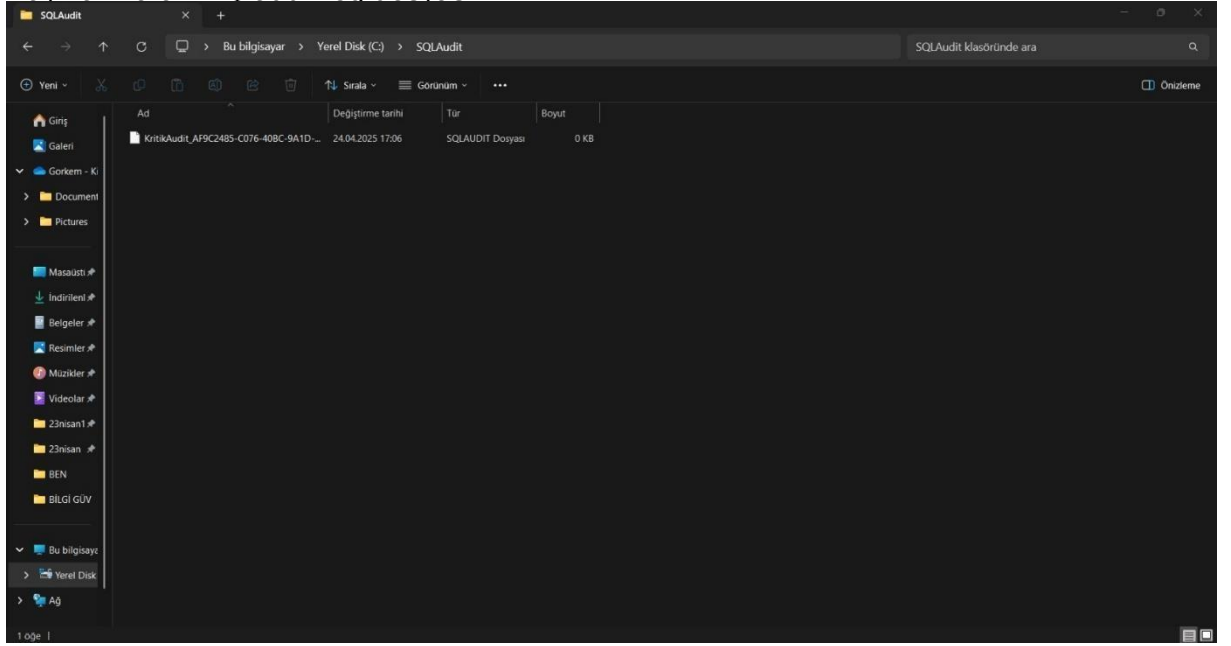 SQLAudit
Bu bilgisayar > Yerel Disk (C:) > SQLAudit
SQLAudit klasöründe ara
Yeni
Sırala
Görünüm
Önizleme
Ad Değiştirme tarihi Tür Boyut
KritikAudit_AF9C2485-C076-40BC-9A1D-... 24.04.2025 17:06 SQLAUDIT Dosyası 0 KB
Giriş
Galeri
Gorkem - Ki
Document
Pictures
Masaüstü
İndirilenl
Belgeler
Resimler
Müzikler
Videolar
23nisan1
23nisan
BEN
BİLGİ GÜV
Bu bilgisaya
Yerel Disk
Ağ
1 öğe